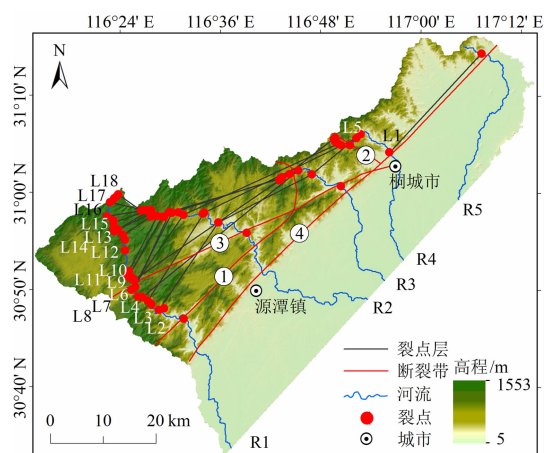 116°24′ E 116°36′ E 116°48′ E 117°00′ E 117°12′ E
N
31°10′ N
31°00′ N
30°50′ N
30°40′ N
L5
L1
②
桐城市
L18
L17
L16
L15
L14
L13
L12
③
④
R5
L11
L10
L9
①
L8
L7
L6
L4
L3
L2
源潭镇
R4
R3
R2
裂点层
断裂带
河流
裂点
城市
高程/m
1553
5
0 10 20 km
R1